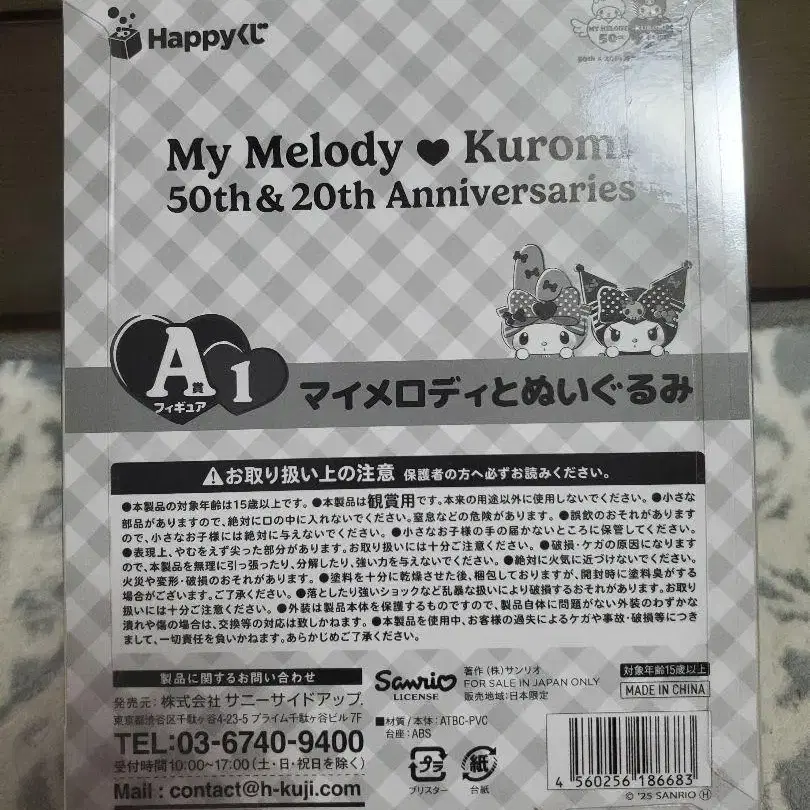 Happyくじ
MY MELODY
50th
50th & 20th
My Melody ♥ Kuromi
50th & 20th Anniversaries
A賞
フィギュア
1
マイメロディとぬいぐるみ
⚠お取り扱い上の注意 保護者の方へ必ずお読みください。
●本製品の対象年齢は15歳以上です。●本製品は観賞用です。本来の用途以外に使用しないでください。●小さな
部品がありますので、絶対に口の中に入れないでください。窒息などの危険があります。●誤飲のおそれがあります
ので、小さなお子様には絶対に与えないでください。●小さなお子様の手の届かないところに保管してください。
●表現上、やむをえず尖った部分があります。お取り扱いには十分ご注意ください。●破損・ケガの原因になります
ので、本製品を無理に引っ張ったり、分解したり、強い力を与えないでください。●絶対に火気に近づけないでください。
火災や変形・破損のおそれがあります。●塗料を十分に乾燥させた後、梱包しておりますが、開封時に塗料臭がする
場合がございます。ご了承ください。●落としたり強いショックなど乱暴な扱いにより破損するおそれがあります。お取り
扱いには十分ご注意ください。●外装は製品本体を保護するものですので、製品自体に問題がない外装のわずかな
潰れや傷の場合は、交換等の対応は致しかねます。●本製品を使用中、お客様の過失によるケガや事故・破損等につき
まして、一切責任を負いかねます。あらかじめご了承ください。
製品に関するお問い合わせ
発売元：株式会社 サニーサイドアップ
東京都渋谷区千駄ヶ谷4-23-5 プライム千駄ヶ谷ビル 7F
TEL:03-6740-9400
受付時間10:00〜17:00（土・日・祝日を除く）
Mail : contact@h-kuji.com
Sanrio
LICENSE
著作（株）サンリオ
FOR SALE IN JAPAN ONLY
販売地域:日本限定
対象年齢15歳以上
MADE IN CHINA
■材質 / 本体：ATBC-PVC
台座：ABS
プラ
ブリスター
紙
台紙
4 560256 186683
© '25 SANRIO Ⓗ